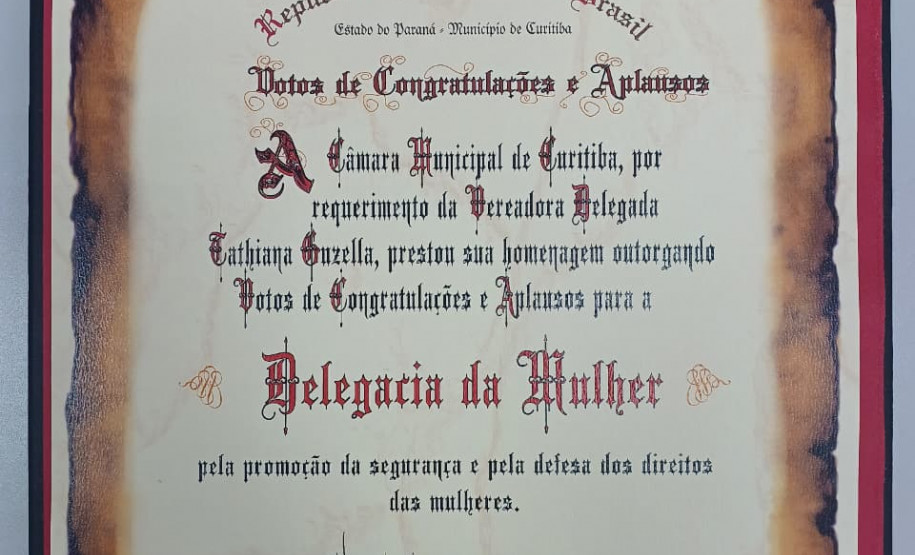 Brasil
Estado do Paraná - Município de Curitiba
Votos de Congratulações e Aplausos
A Câmara Municipal de Curitiba, por
requerimento da Vereadora Delegada
Tathiana Guzella, prestou sua homenagem outorgando
Votos de Congratulações e Aplausos para a
Delegacia da Mulher
pela promoção da segurança e pela defesa dos direitos
das mulheres.